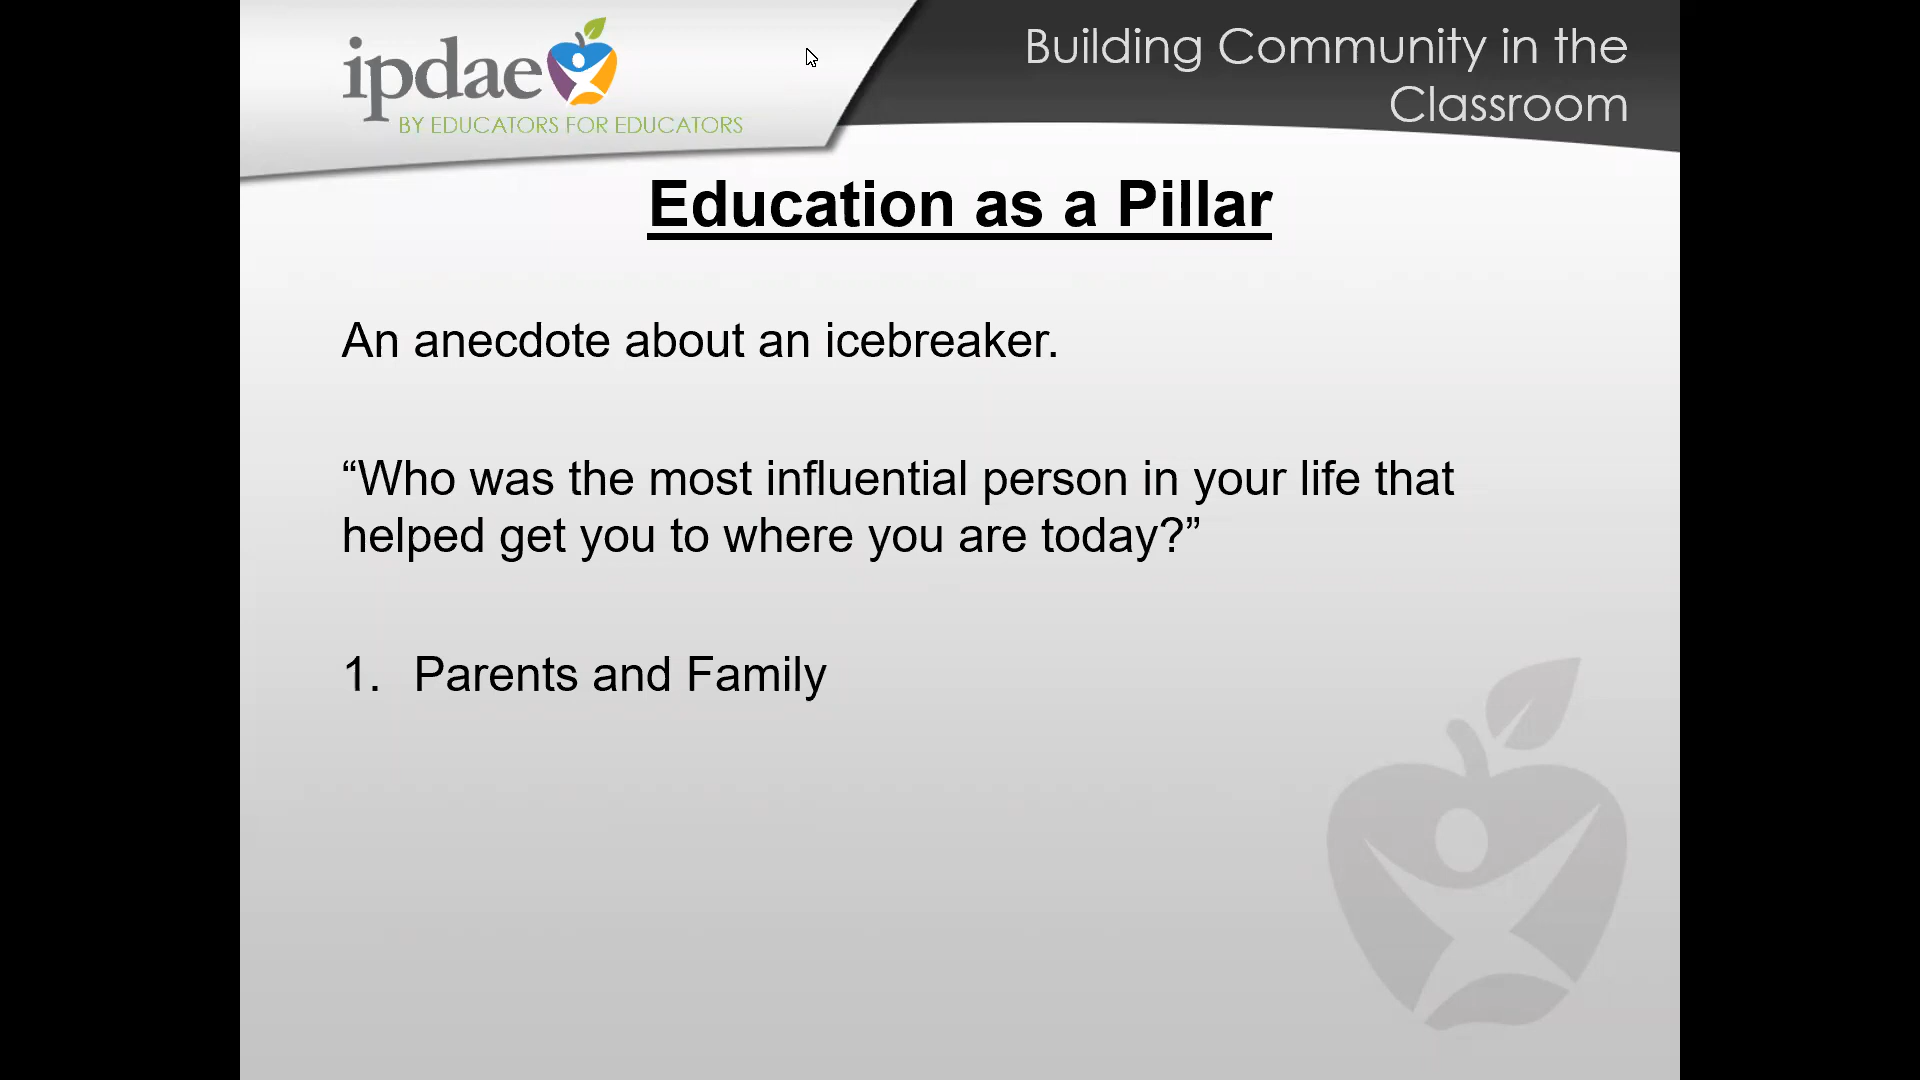 ipdae
BY EDUCATORS FOR EDUCATORS
Building Community in the
Classroom
Education as a Pillar
An anecdote about an icebreaker.
“Who was the most influential person in your life that
helped get you to where you are today?”
1. Parents and Family